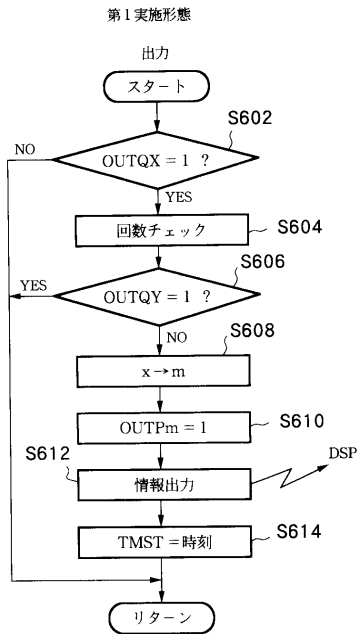 第1実施形態
出力
スタート
S602
NO
OUTQX = 1 ?
YES
回数チェック
S604
S606
YES
OUTQY = 1 ?
NO
S608
x→m
OUTPm = 1
S610
S612
DSP
情報出力
S614
TMST = 時刻
リターン